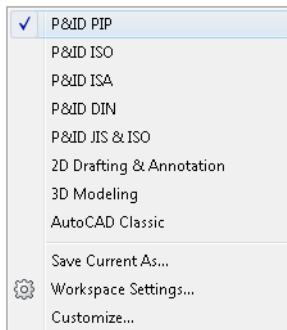 P&ID PIP
P&ID ISO
P&ID ISA
P&ID DIN
P&ID JIS & ISO
2D Drafting & Annotation
3D Modeling
AutoCAD Classic
Save Current As...
Workspace Settings...
Customize...